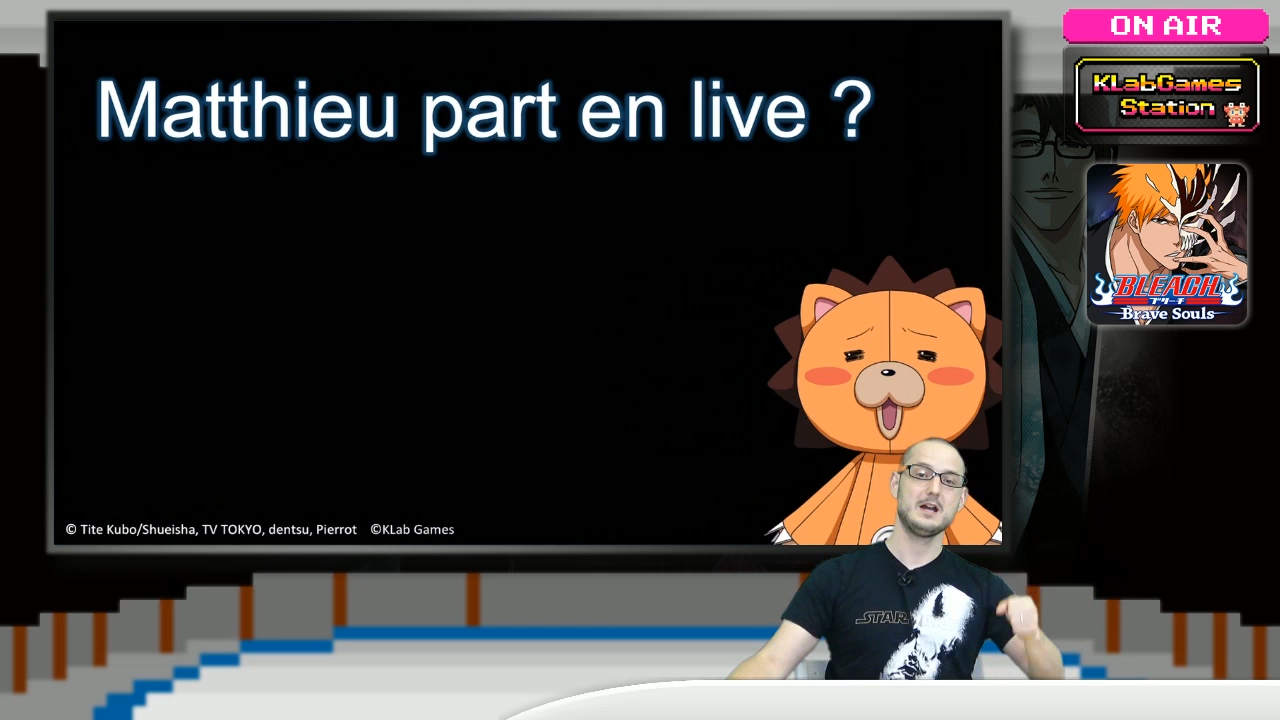 Matthieu part en live ?
© Tite Kubo/Shueisha, TV TOKYO, dentsu, Pierrot ©KLab Games
ON AIR
KLabGames
Station
BLEACH
ブリーチ
Brave Souls
STAR